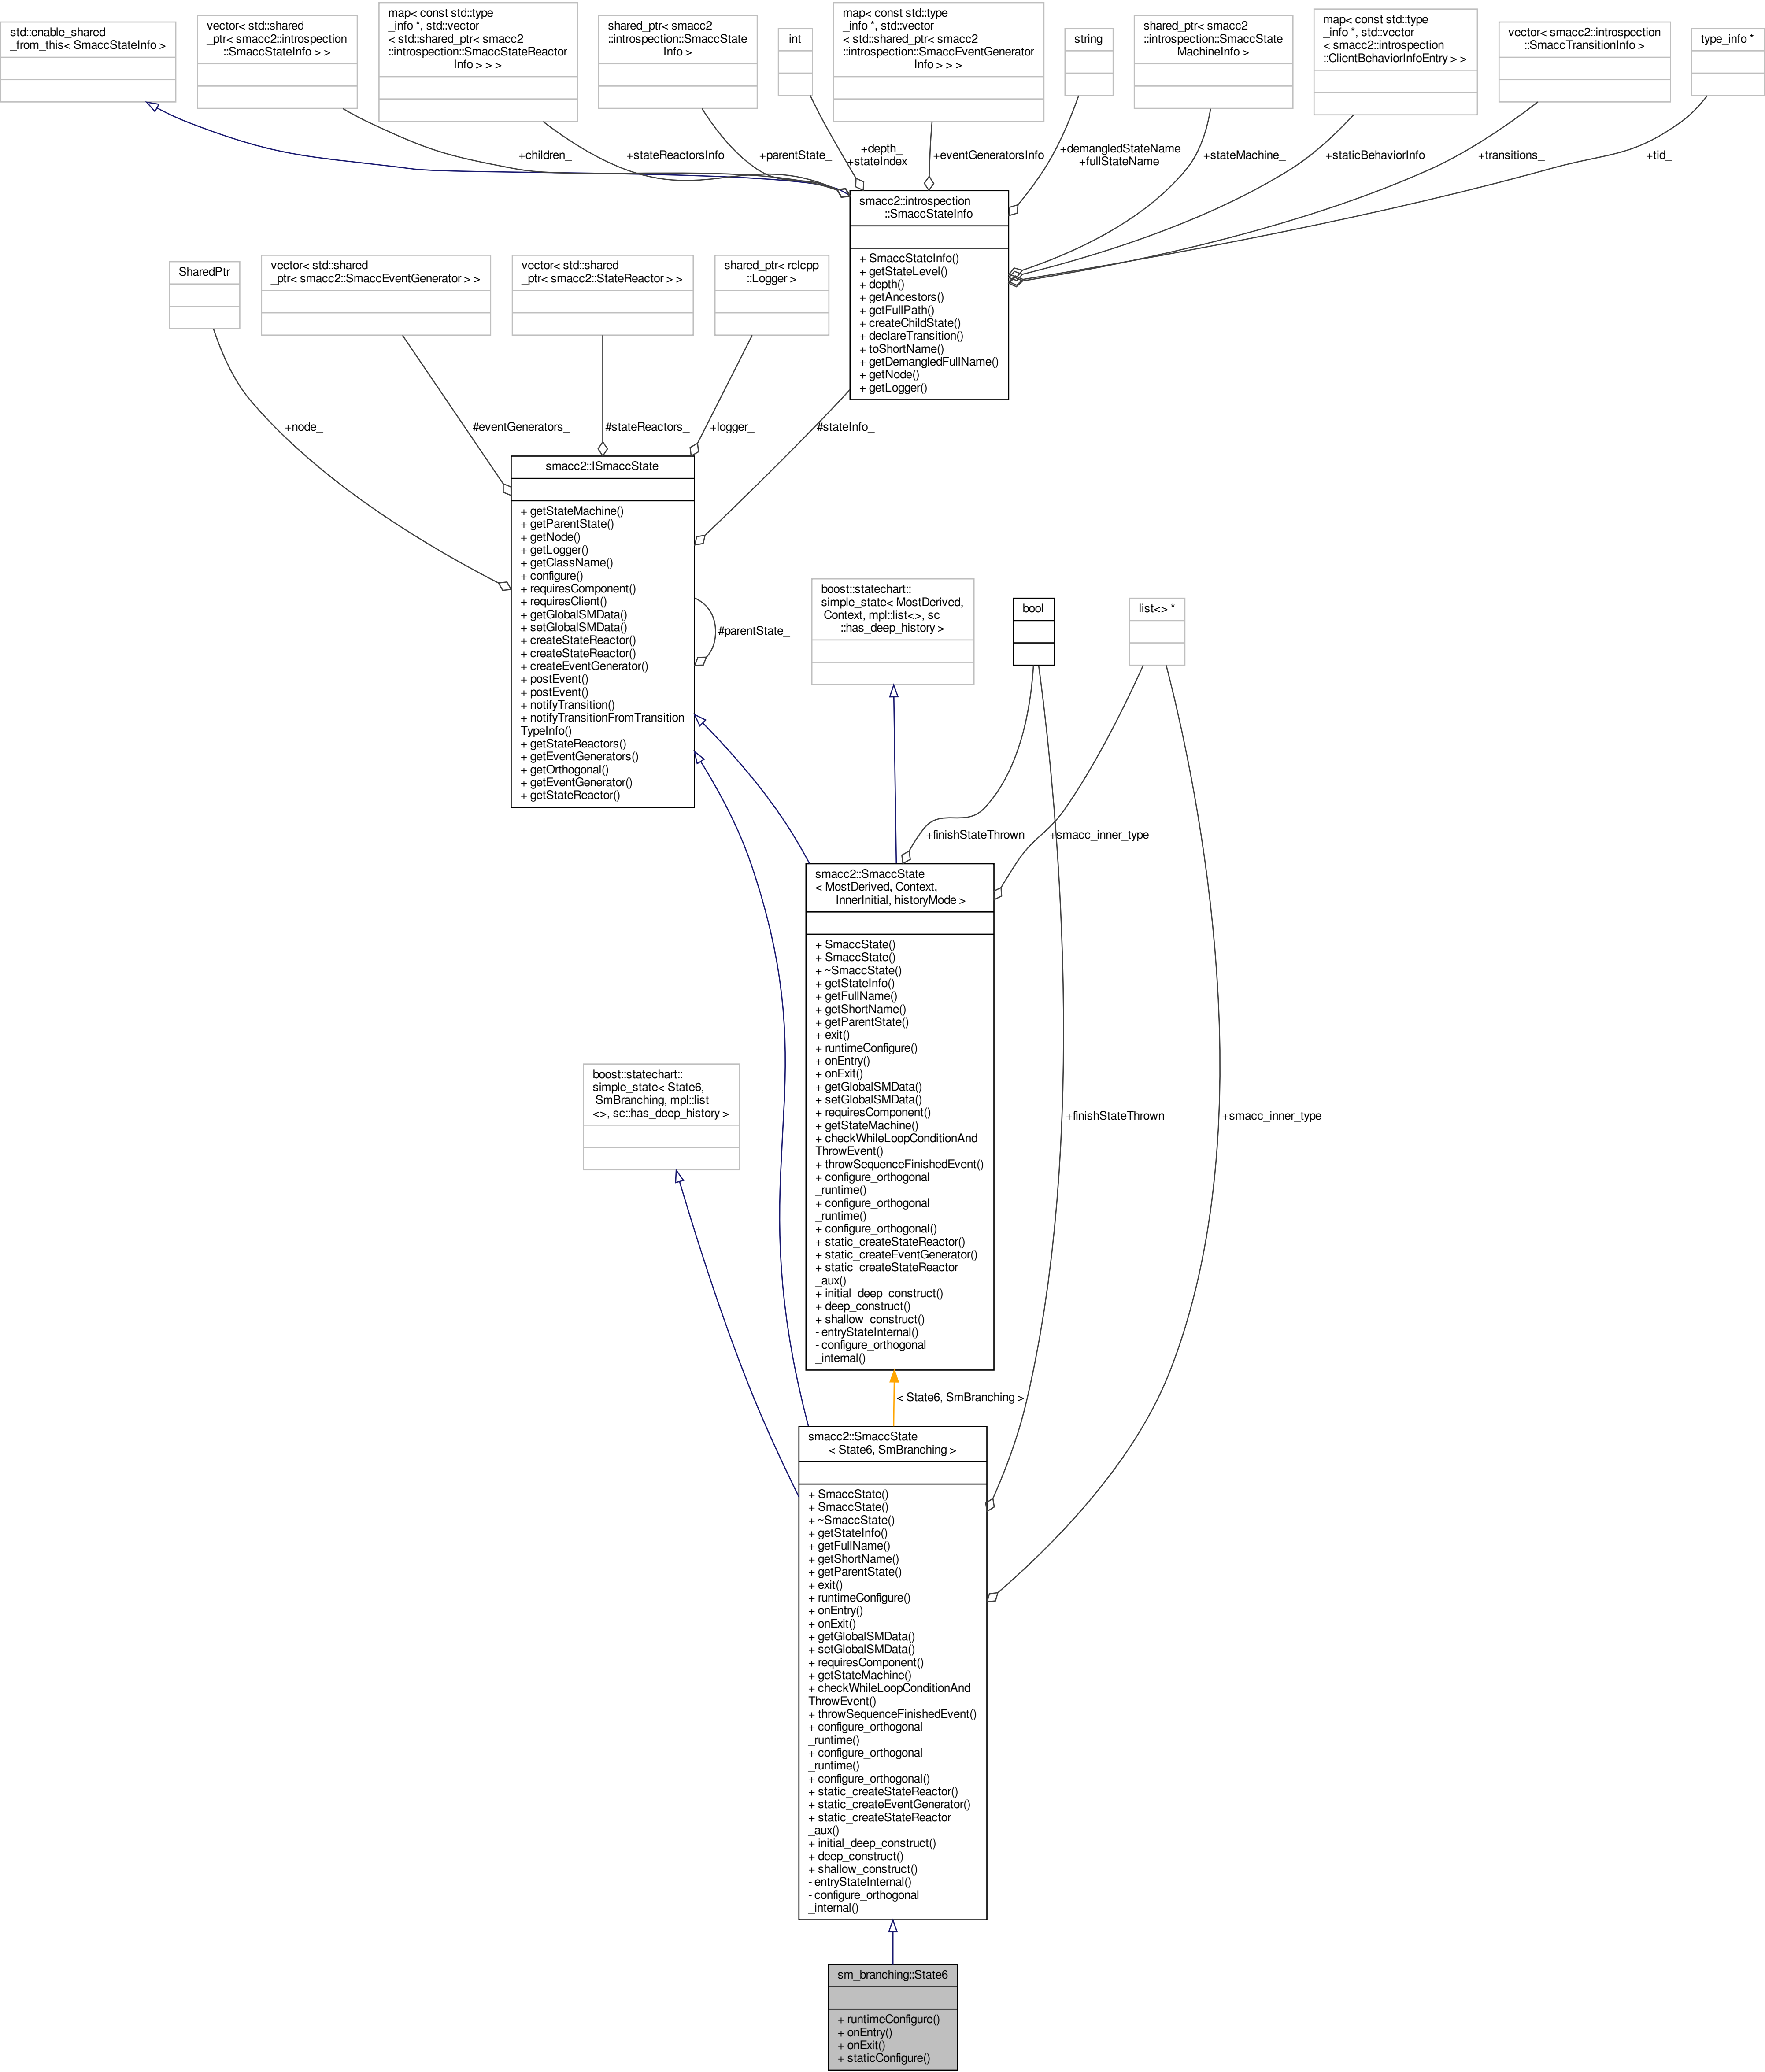 std::enable_shared
_from_this< SmaccStateInfo >
vector< std::shared
_ptr< smacc2::introspection
::SmaccStateInfo > >
map< const std::type
_info *, std::vector
< std::shared_ptr< smacc2
::introspection::SmaccStateReactor
Info > > >
shared_ptr< smacc2
::introspection::SmaccState
Info >
int
map< const std::type
_info *, std::vector
< std::shared_ptr< smacc2
::introspection::SmaccEventGenerator
Info > > >
string
shared_ptr< smacc2
::introspection::SmaccState
MachineInfo >
map< const std::type
_info *, std::vector
< smacc2::introspection
::ClientBehaviorInfoEntry > >
vector< smacc2::introspection
::SmaccTransitionInfo >
type_info *
+children_
+stateReactorsInfo
+parentState_
+depth_
+stateIndex_
+eventGeneratorsInfo
+demangledStateName
+fullStateName
+stateMachine_
+staticBehaviorInfo
+transitions_
+tid_
smacc2::introspection
::SmaccStateInfo
+ SmaccStateInfo()
+ getStateLevel()
+ depth()
+ getAncestors()
+ getFullPath()
+ createChildState()
+ declareTransition()
+ toShortName()
+ getDemangledFullName()
+ getNode()
+ getLogger()
SharedPtr
vector< std::shared
_ptr< smacc2::SmaccEventGenerator > >
vector< std::shared
_ptr< smacc2::StateReactor > >
shared_ptr< rclcpp
::Logger >
+node_
#eventGenerators_
#stateReactors_
+logger_
#stateInfo_
smacc2::ISmaccState
+ getStateMachine()
+ getParentState()
+ getNode()
+ getLogger()
+ getClassName()
+ configure()
+ requiresComponent()
+ requiresClient()
+ getGlobalSMData()
+ setGlobalSMData()
+ createStateReactor()
+ createStateReactor()
+ createEventGenerator()
+ postEvent()
+ postEvent()
+ notifyTransition()
+ notifyTransitionFromTransition
TypeInfo()
+ getStateReactors()
+ getEventGenerators()
+ getOrthogonal()
+ getEventGenerator()
+ getStateReactor()
#parentState_
boost::statechart::
simple_state< MostDerived,
Context, mpl::list<>, sc
::has_deep_history >
bool
list<> *
+finishStateThrown
+smacc_inner_type
smacc2::SmaccState
< MostDerived, Context,
InnerInitial, historyMode >
+ SmaccState()
+ SmaccState()
+ ~SmaccState()
+ getStateInfo()
+ getFullName()
+ getShortName()
+ getParentState()
+ exit()
+ runtimeConfigure()
+ onEntry()
+ onExit()
+ getGlobalSMData()
+ setGlobalSMData()
+ requiresComponent()
+ getStateMachine()
+ checkWhileLoopConditionAnd
ThrowEvent()
+ throwSequenceFinishedEvent()
+ configure_orthogonal
_runtime()
+ configure_orthogonal
_runtime()
+ configure_orthogonal()
+ static_createStateReactor()
+ static_createEventGenerator()
+ static_createStateReactor
_aux()
+ initial_deep_construct()
+ deep_construct()
+ shallow_construct()
- entryStateInternal()
- configure_orthogonal
_internal()
boost::statechart::
simple_state< State6,
SmBranching, mpl::list
<>, sc::has_deep_history >
+finishStateThrown
+smacc_inner_type
< State6, SmBranching >
smacc2::SmaccState
< State6, SmBranching >
+ SmaccState()
+ SmaccState()
+ ~SmaccState()
+ getStateInfo()
+ getFullName()
+ getShortName()
+ getParentState()
+ exit()
+ runtimeConfigure()
+ onEntry()
+ onExit()
+ getGlobalSMData()
+ setGlobalSMData()
+ requiresComponent()
+ getStateMachine()
+ checkWhileLoopConditionAnd
ThrowEvent()
+ throwSequenceFinishedEvent()
+ configure_orthogonal
_runtime()
+ configure_orthogonal
_runtime()
+ configure_orthogonal()
+ static_createStateReactor()
+ static_createEventGenerator()
+ static_createStateReactor
_aux()
+ initial_deep_construct()
+ deep_construct()
+ shallow_construct()
- entryStateInternal()
- configure_orthogonal
_internal()
sm_branching::State6
+ runtimeConfigure()
+ onEntry()
+ onExit()
+ staticConfigure()